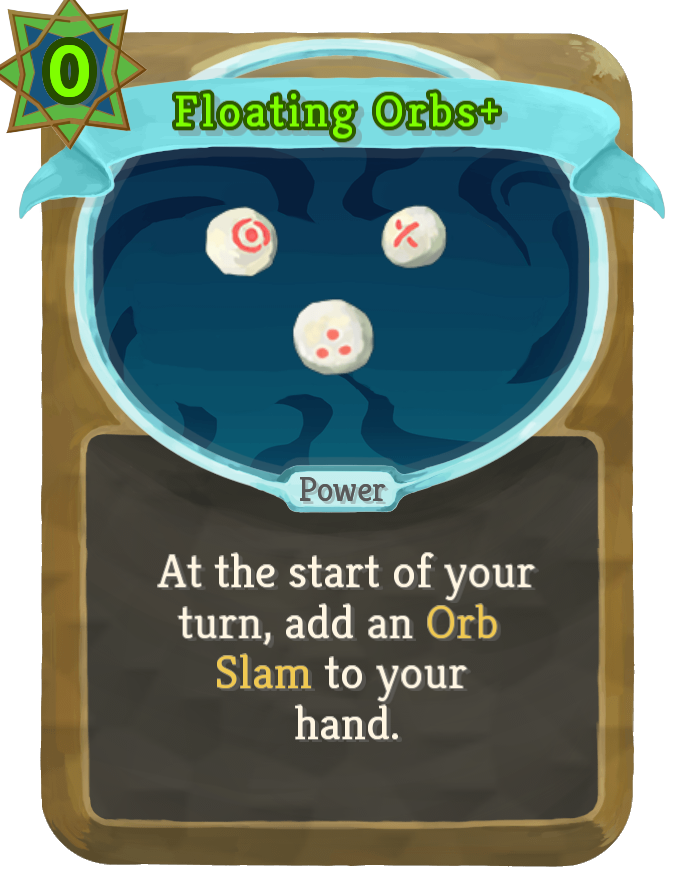 0
Floating Orbs+
Power
At the start of your
turn, add an Orb
Slam to your
hand.